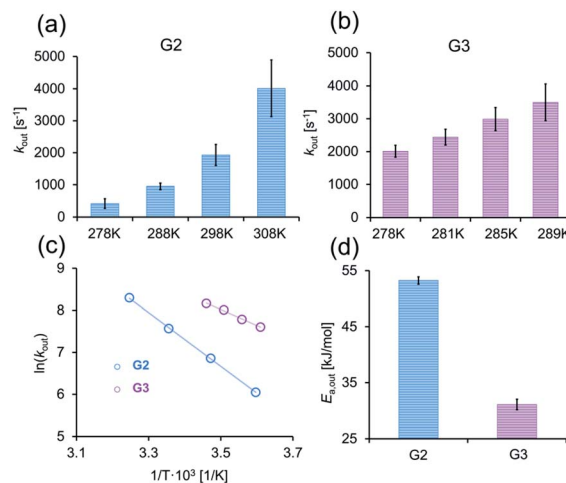 (a)
G2
k_out [s⁻¹]
5000
4000
3000
2000
1000
0
278K 288K 298K 308K
(b)
G3
k_out [s⁻¹]
5000
4000
3000
2000
1000
0
278K 281K 285K 289K
(c)
ln(k_out)
9
8
7
6
5
G2
G3
3.1 3.3 3.5 3.7
1/T·10³ [1/K]
(d)
E_a,out [kJ/mol]
55
45
35
25
G2 G3